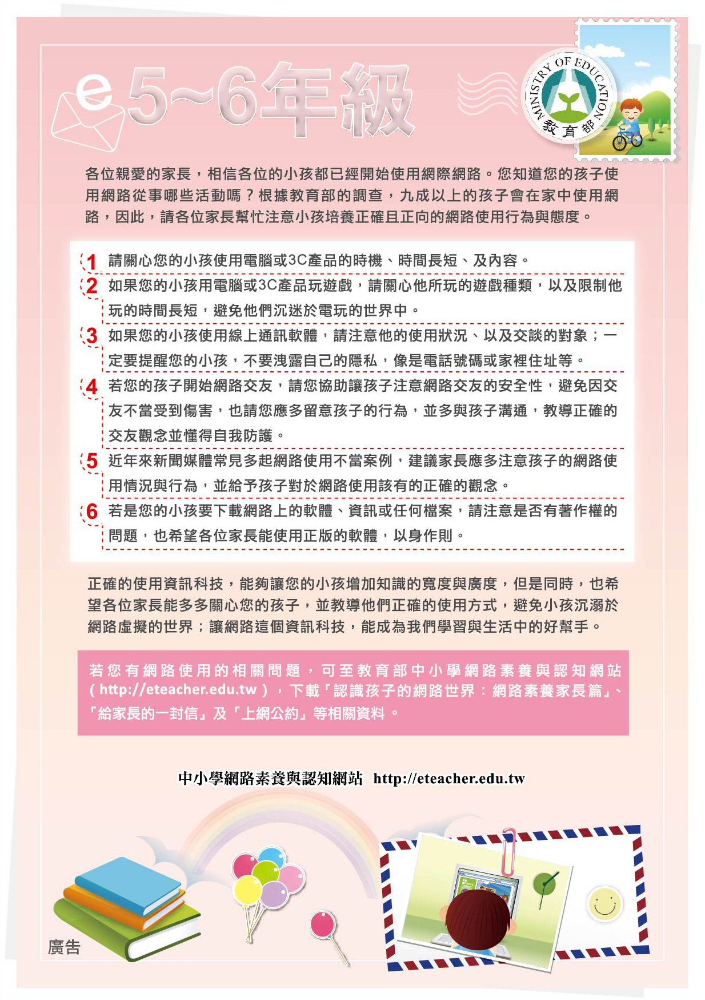 e 5~6年級
MINISTRY OF EDUCATION
教育部
各位親愛的家長，相信各位的小孩都已經開始使用網際網路。您知道您的孩子使
用網路從事哪些活動嗎？根據教育部的調查，九成以上的孩子會在家中使用網
路，因此，請各位家長幫忙注意小孩培養正確且正向的網路使用行為與態度。
1 請關心您的小孩使用電腦或3C產品的時機、時間長短、及內容。
2 如果您的小孩用電腦或3C產品玩遊戲，請關心他所玩的遊戲種類，以及限制他
玩的時間長短，避免他們沉迷於電玩的世界中。
3 如果您的小孩使用線上通訊軟體，請注意他的使用狀況、以及交談的對象；一
定要提醒您的小孩，不要洩露自己的隱私，像是電話號碼或家裡住址等。
4 若您的孩子開始網路交友，請您協助讓孩子注意網路交友的安全性，避免因交
友不當受到傷害，也請您應多留意孩子的行為，並多與孩子溝通，教導正確的
交友觀念並懂得自我防護。
5 近年來新聞媒體常見多起網路使用不當案例，建議家長應多注意孩子的網路使
用情況與行為，並給予孩子對於網路使用該有的正確的觀念。
6 若是您的小孩要下載網路上的軟體、資訊或任何檔案，請注意是否有著作權的
問題，也希望各位家長能使用正版的軟體，以身作則。
正確的使用資訊科技，能夠讓您的小孩增加知識的寬度與廣度，但是同時，也希
望各位家長能多多關心您的孩子，並教導他們正確的使用方式，避免小孩沉溺於
網路虛擬的世界；讓網路這個資訊科技，能成為我們學習與生活中的好幫手。
若您有網路使用的相關問題，可至教育部中小學網路素養與認知網站
（http://eteacher.edu.tw），下載「認識孩子的網路世界：網路素養家長篇」、
「給家長的一封信」及「上網公約」等相關資料。
中小學網路素養與認知網站 http://eteacher.edu.tw
廣告